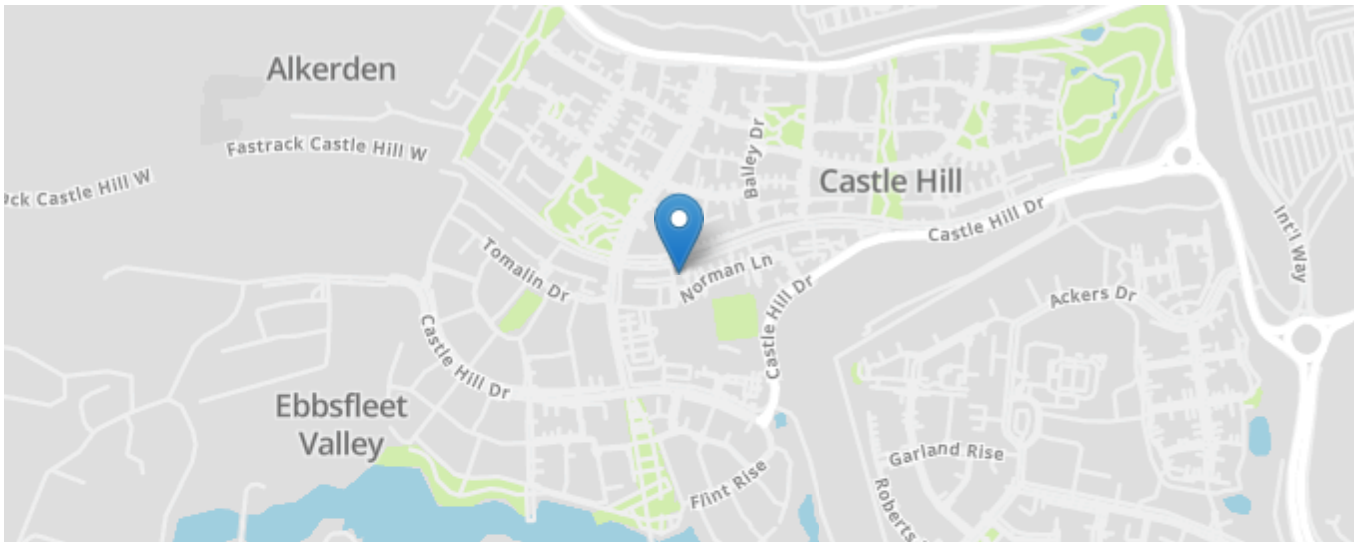 Alkerden
Fastrack Castle Hill W
ck Castle Hill W
Bailey Dr
Castle Hill
Castle Hill Dr
Int'l Way
Tomalin Dr
Norman Ln
Castle Hill Dr
Ackers Dr
Castle Hill Dr
Ebbsfleet
Valley
Garland Rise
Flint Rise
Roberts